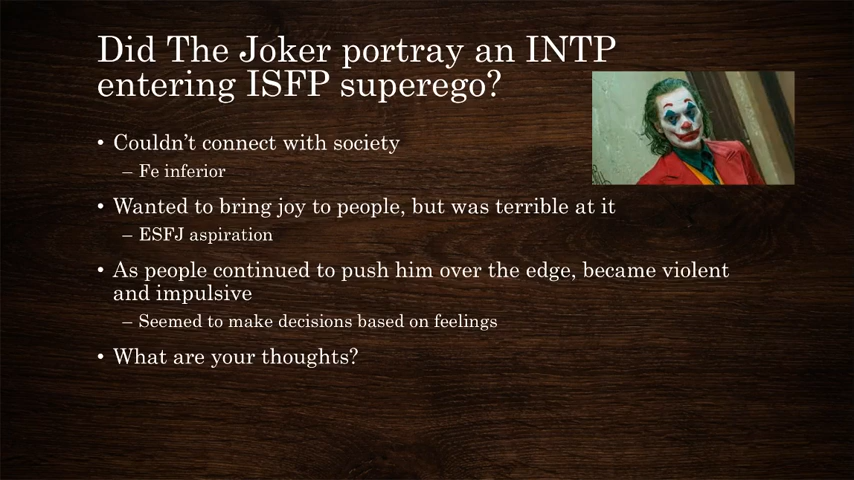 Did The Joker portray an INTP
entering ISFP superego?
• Couldn't connect with society
– Fe inferior
• Wanted to bring joy to people, but was terrible at it
– ESFJ aspiration
• As people continued to push him over the edge, became violent
and impulsive
– Seemed to make decisions based on feelings
• What are your thoughts?